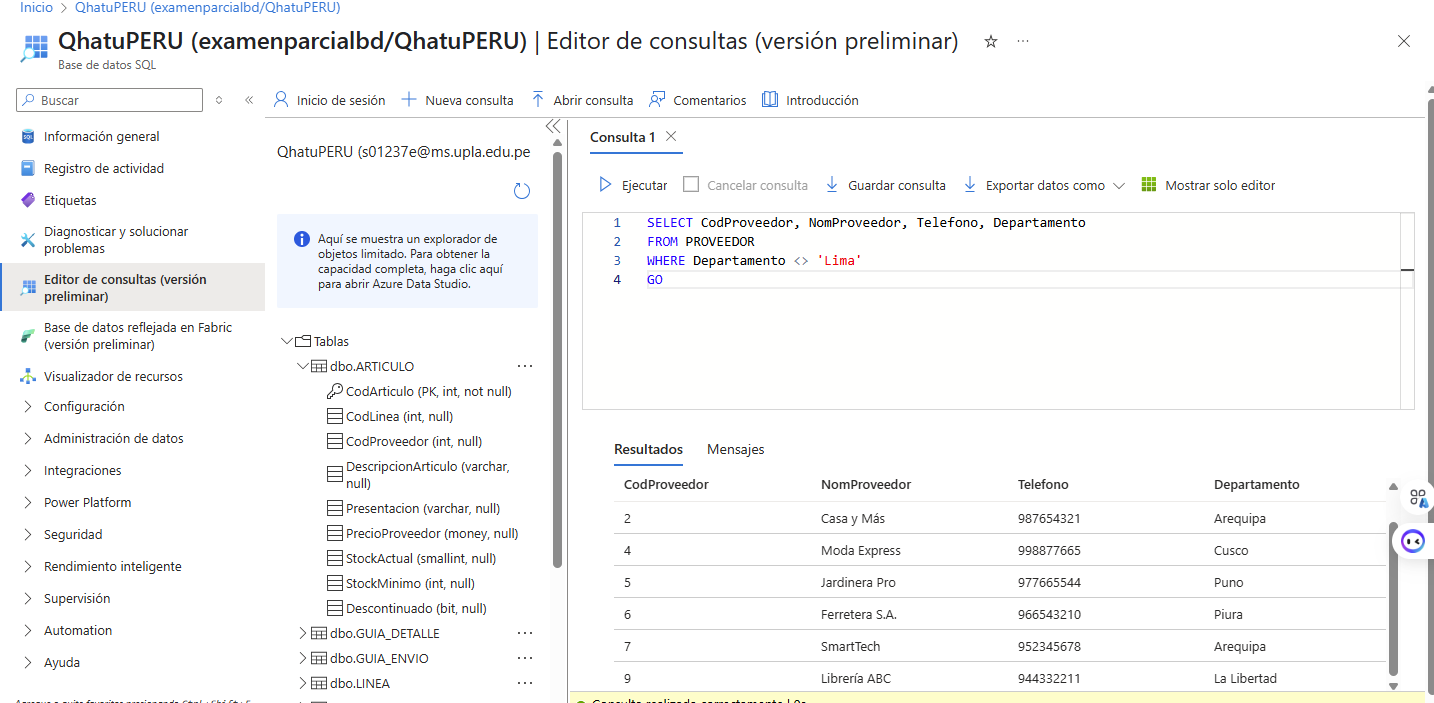 Inicio > QhatuPERU (examenparcialbd/QhatuPERU)
QhatuPERU (examenparcialbd/QhatuPERU) | Editor de consultas (versión preliminar)
Base de datos SQL
Buscar
Inicio de sesión
Nueva consulta
Abrir consulta
Comentarios
Introducción
Información general
Registro de actividad
Etiquetas
Diagnosticar y solucionar
problemas
Editor de consultas (versión
preliminar)
Base de datos reflejada en Fabric
(versión preliminar)
Visualizador de recursos
Configuración
Administración de datos
Integraciones
Power Platform
Seguridad
Rendimiento inteligente
Supervisión
Automation
Ayuda
QhatuPERU (s01237e@ms.upla.edu.pe
Aquí se muestra un explorador de
objetos limitado. Para obtener la
capacidad completa, haga clic aquí
para abrir Azure Data Studio.
Tablas
dbo.ARTICULO
CodArticulo (PK, int, not null)
CodLinea (int, null)
CodProveedor (int, null)
DescripcionArticulo (varchar,
null)
Presentacion (varchar, null)
PrecioProveedor (money, null)
StockActual (smallint, null)
StockMinimo (int, null)
Descontinuado (bit, null)
dbo.GUIA_DETALLE
dbo.GUIA_ENVIO
dbo.LINEA
Consulta 1
Ejecutar
Cancelar consulta
Guardar consulta
Exportar datos como
Mostrar solo editor
1 SELECT CodProveedor, NomProveedor, Telefono, Departamento
2 FROM PROVEEDOR
3 WHERE Departamento <> 'Lima'
4 GO
Resultados Mensajes
CodProveedor NomProveedor Telefono Departamento
2 Casa y Más 987654321 Arequipa
4 Moda Express 998877665 Cusco
5 Jardinera Pro 977665544 Puno
6 Ferretera S.A. 966543210 Piura
7 SmartTech 952345678 Arequipa
9 Librería ABC 944332211 La Libertad